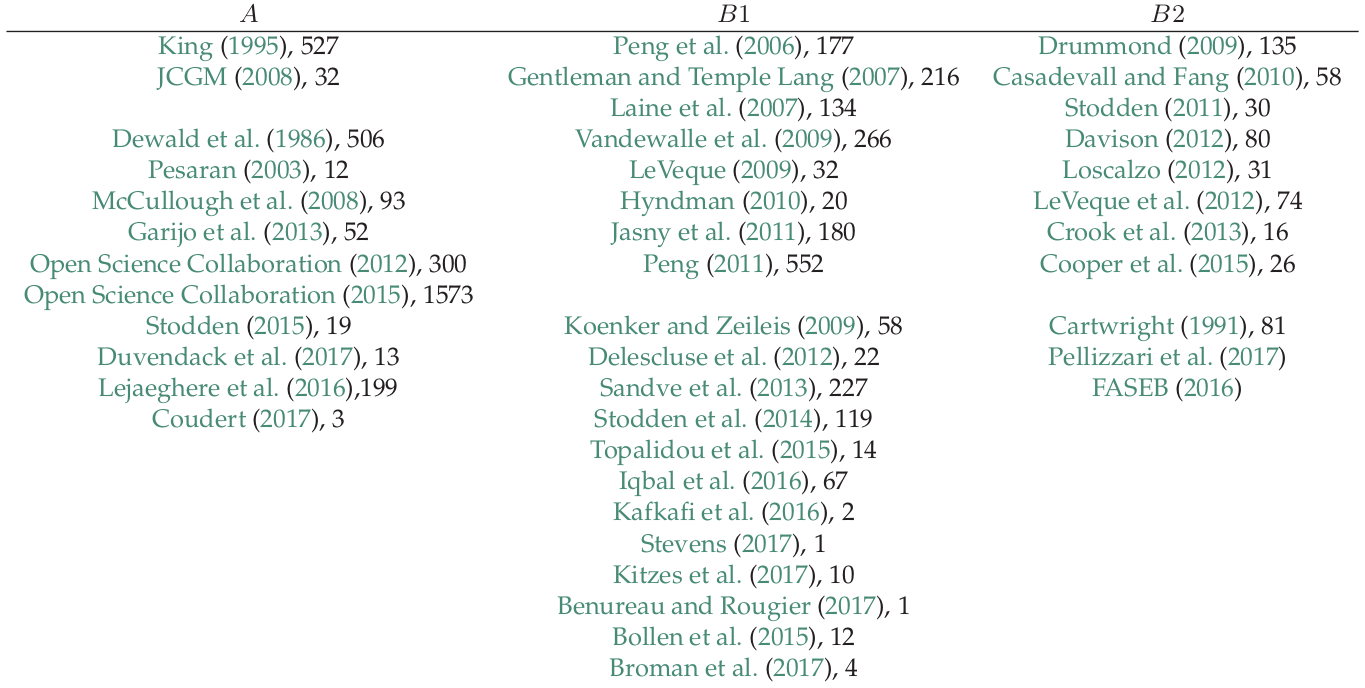 A B1 B2
King (1995), 527 Peng et al. (2006), 177 Drummond (2009), 135
JCGM (2008), 32 Gentleman and Temple Lang (2007), 216 Casadevall and Fang (2010), 58
Laine et al. (2007), 134 Stodden (2011), 30
Dewald et al. (1986), 506 Vandewalle et al. (2009), 266 Davison (2012), 80
Pesaran (2003), 12 LeVeque (2009), 32 Loscalzo (2012), 31
McCullough et al. (2008), 93 Hyndman (2010), 20 LeVeque et al. (2012), 74
Garijo et al. (2013), 52 Jasny et al. (2011), 180 Crook et al. (2013), 16
Open Science Collaboration (2012), 300 Peng (2011), 552 Cooper et al. (2015), 26
Open Science Collaboration (2015), 1573
Stodden (2015), 19 Koenker and Zeileis (2009), 58 Cartwright (1991), 81
Duvendack et al. (2017), 13 Delescluse et al. (2012), 22 Pellizzari et al. (2017)
Lejaeghere et al. (2016),199 Sandve et al. (2013), 227 FASEB (2016)
Coudert (2017), 3 Stodden et al. (2014), 119
Topalidou et al. (2015), 14
Iqbal et al. (2016), 67
Kafkafi et al. (2016), 2
Stevens (2017), 1
Kitzes et al. (2017), 10
Benureau and Rougier (2017), 1
Bollen et al. (2015), 12
Broman et al. (2017), 4